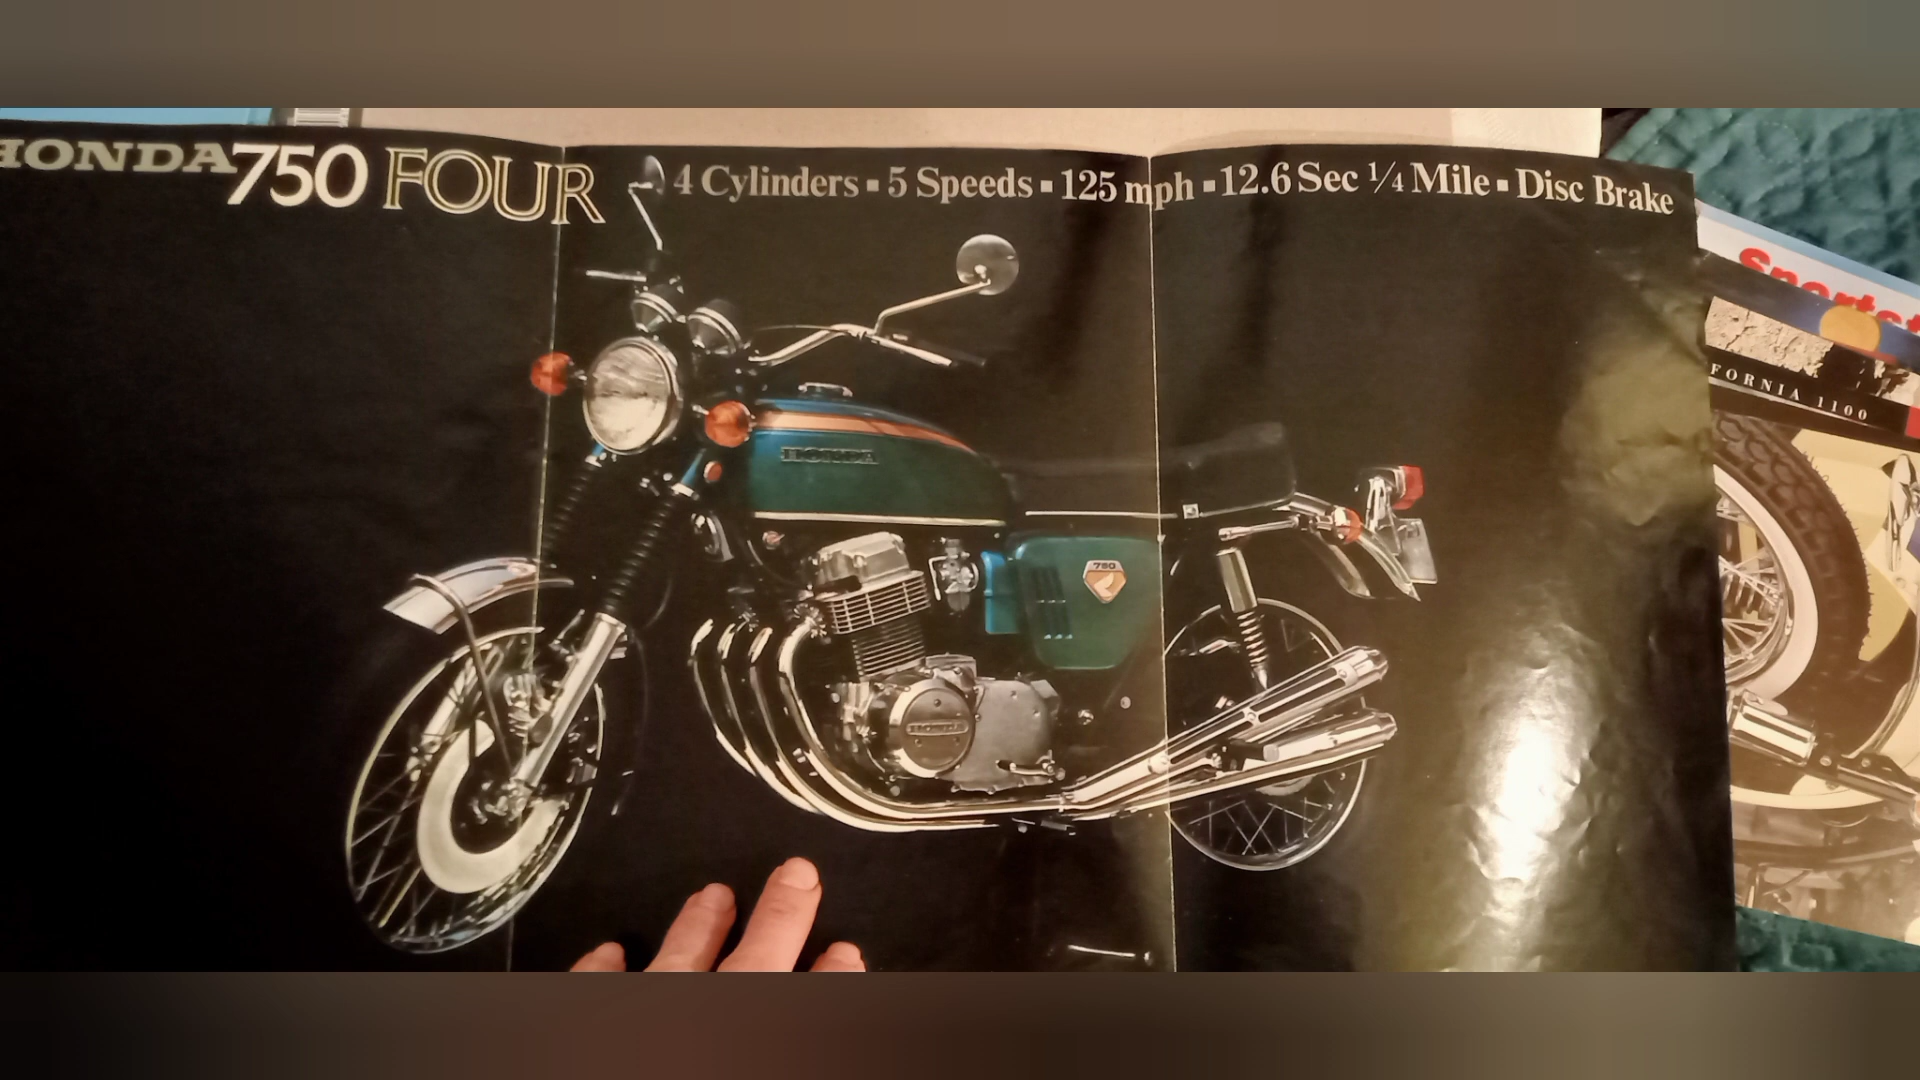 HONDA 750 FOUR 4 Cylinders ▪ 5 Speeds ▪ 125 mph ▪ 12.6 Sec ¼ Mile ▪ Disc Brake
HONDA
750
HONDA
FORNIA 1100